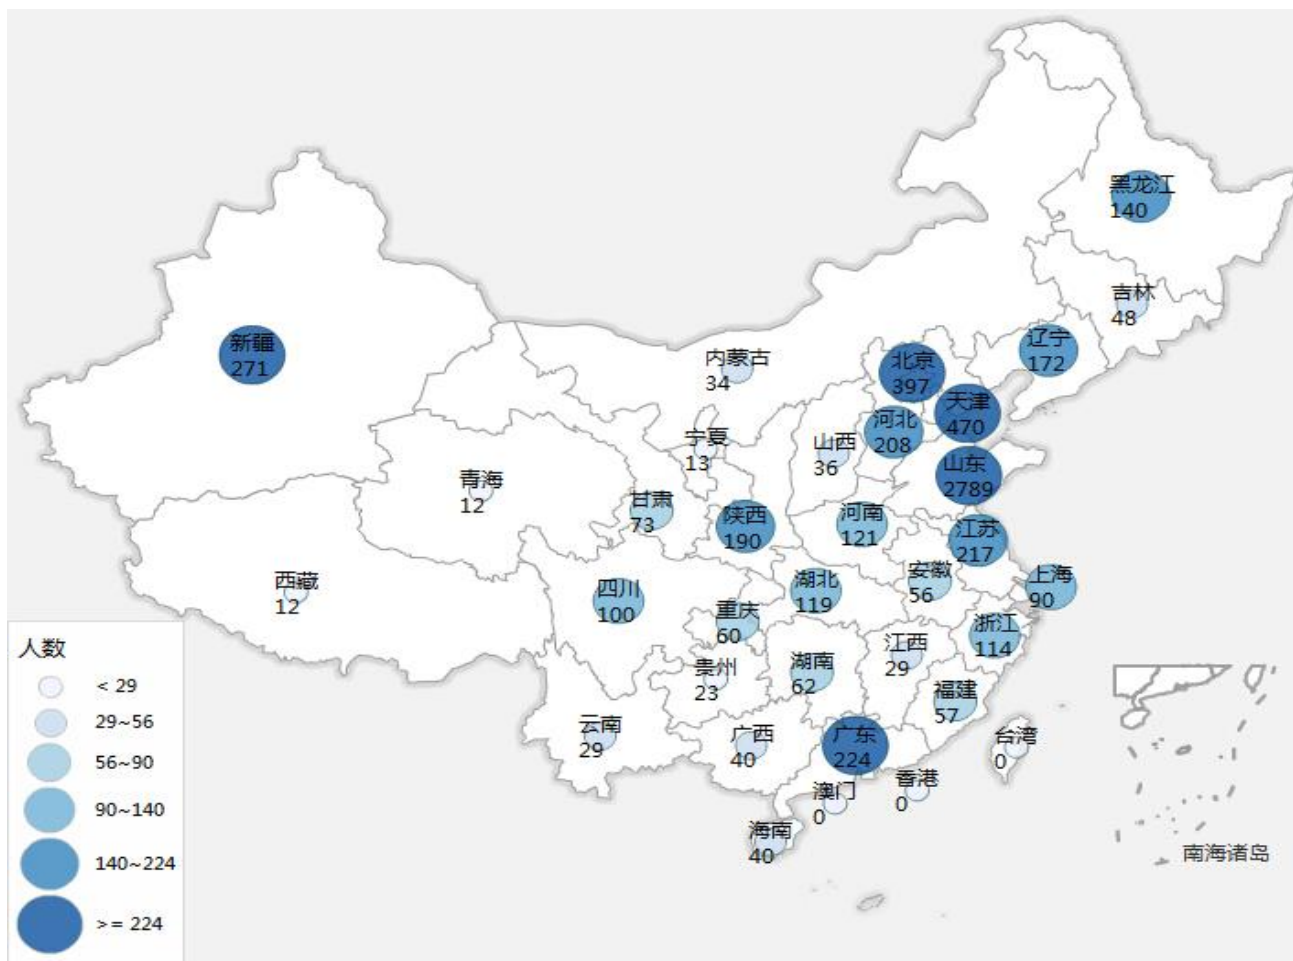 黑龙江
140
吉林
48
辽宁
172
新疆
271
内蒙古
34
北京
397
天津
470
河北
208
宁夏
13
山西
36
山东
2789
青海
12
甘肃
73
陕西
190
河南
121
江苏
217
西藏
12
四川
100
湖北
119
安徽
56
上海
90
重庆
60
浙江
114
江西
29
湖南
62
贵州
23
福建
57
云南
29
广西
40
广东
224
台湾
0
香港
0
澳门
0
海南
40
南海诸岛
人数
< 29
29~56
56~90
90~140
140~224
>= 224